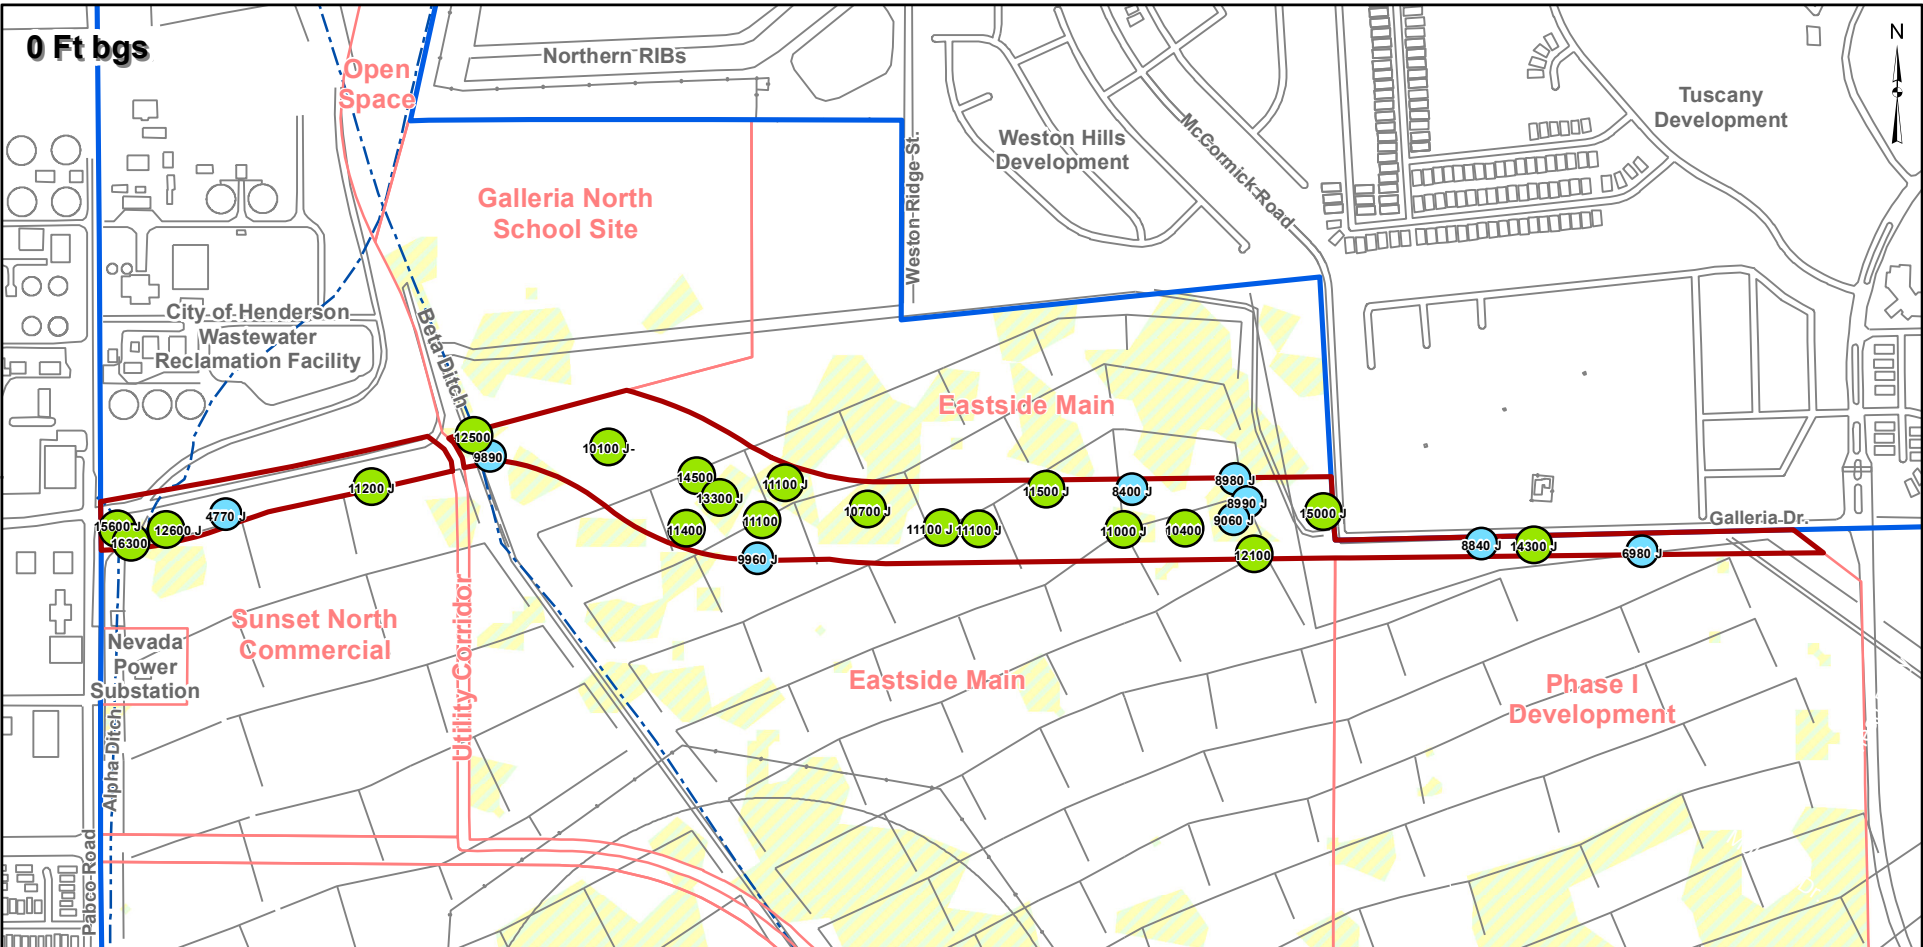 0 Ft bgs
N
Open
Space
Northern RIBs
Tuscany
Development
Weston Hills
Development
McCormick Road
Weston Ridge St.
Galleria North
School Site
City of Henderson
Wastewater
Reclamation Facility
Beta Ditch
Eastside Main
12500
9890
10100 J-
14500
13300 J
11100 J
11400
11100
9960 J
10700 J
11100 J
11100 J
11500 J
8400 J
8980 J
8990 J
9060 J
11000 J
10400
12100
15000 J
Galleria Dr.
8840 J
14300 J
6980 J
11200 J
4770 J
15600 J
12600 J
16300
Sunset North
Commercial
Utility Corridor
Nevada
Power
Substation
Eastside Main
Phase I
Development
Alpha Ditch
Pabco Road